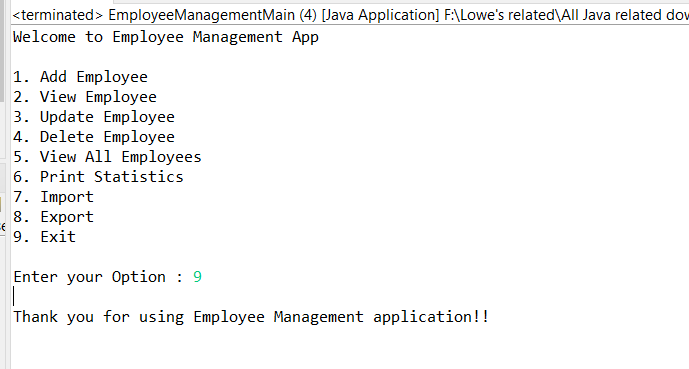 <terminated> EmployeeManagementMain (4) [Java Application] F:\Lowe's related\All Java related
Welcome to Employee Management App
1. Add Employee
2. View Employee
3. Update Employee
4. Delete Employee
5. View All Employees
6. Print Statistics
7. Import
8. Export
9. Exit
Enter your Option : 9
Thank you for using Employee Management application!!